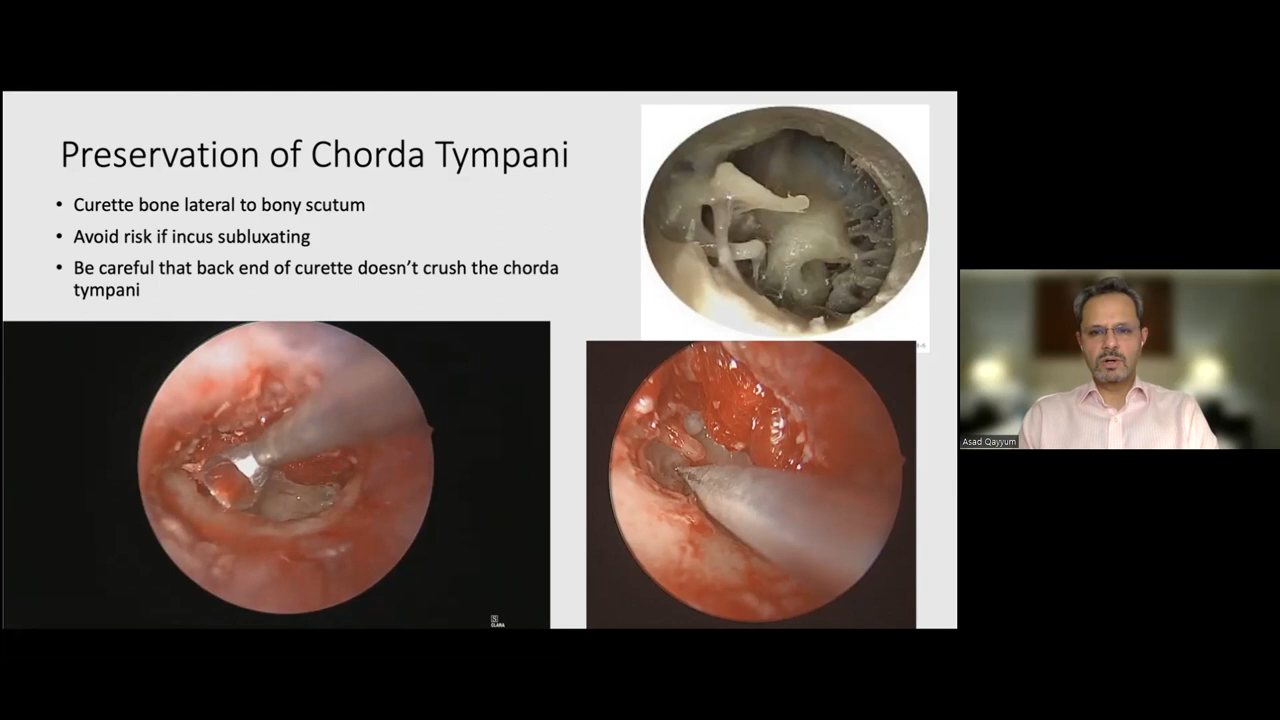 Preservation of Chorda Tympani
• Curette bone lateral to bony scutum
• Avoid risk if incus subluxating
• Be careful that back end of curette doesn’t crush the chorda
tympani
S
CLARA
Asad Qayyum